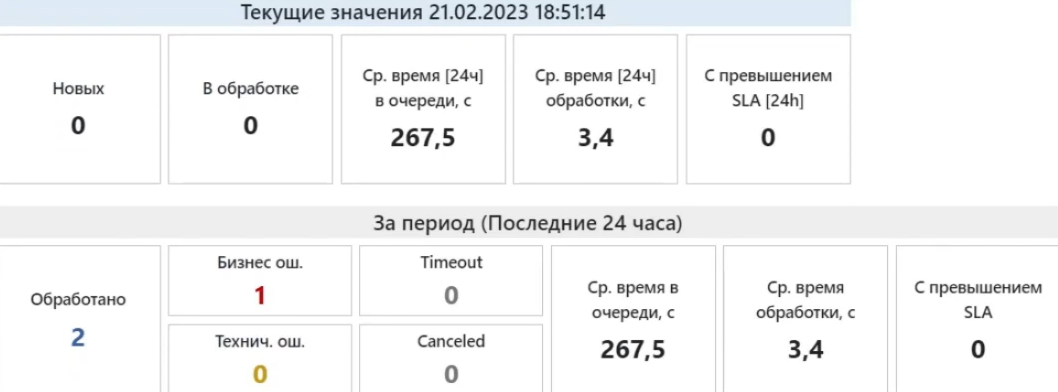 Текущие значения 21.02.2023 18:51:14
Новых
0
В обработке
0
Ср. время [24ч]
в очереди, с
267,5
Ср. время [24ч]
обработки, с
3,4
С превышением
SLA [24h]
0
За период (Последние 24 часа)
Обработано
2
Бизнес ош.
1
Технич. ош.
0
Timeout
0
Canceled
0
Ср. время в
очереди, с
267,5
Ср. время
обработки, с
3,4
С превышением
SLA
0